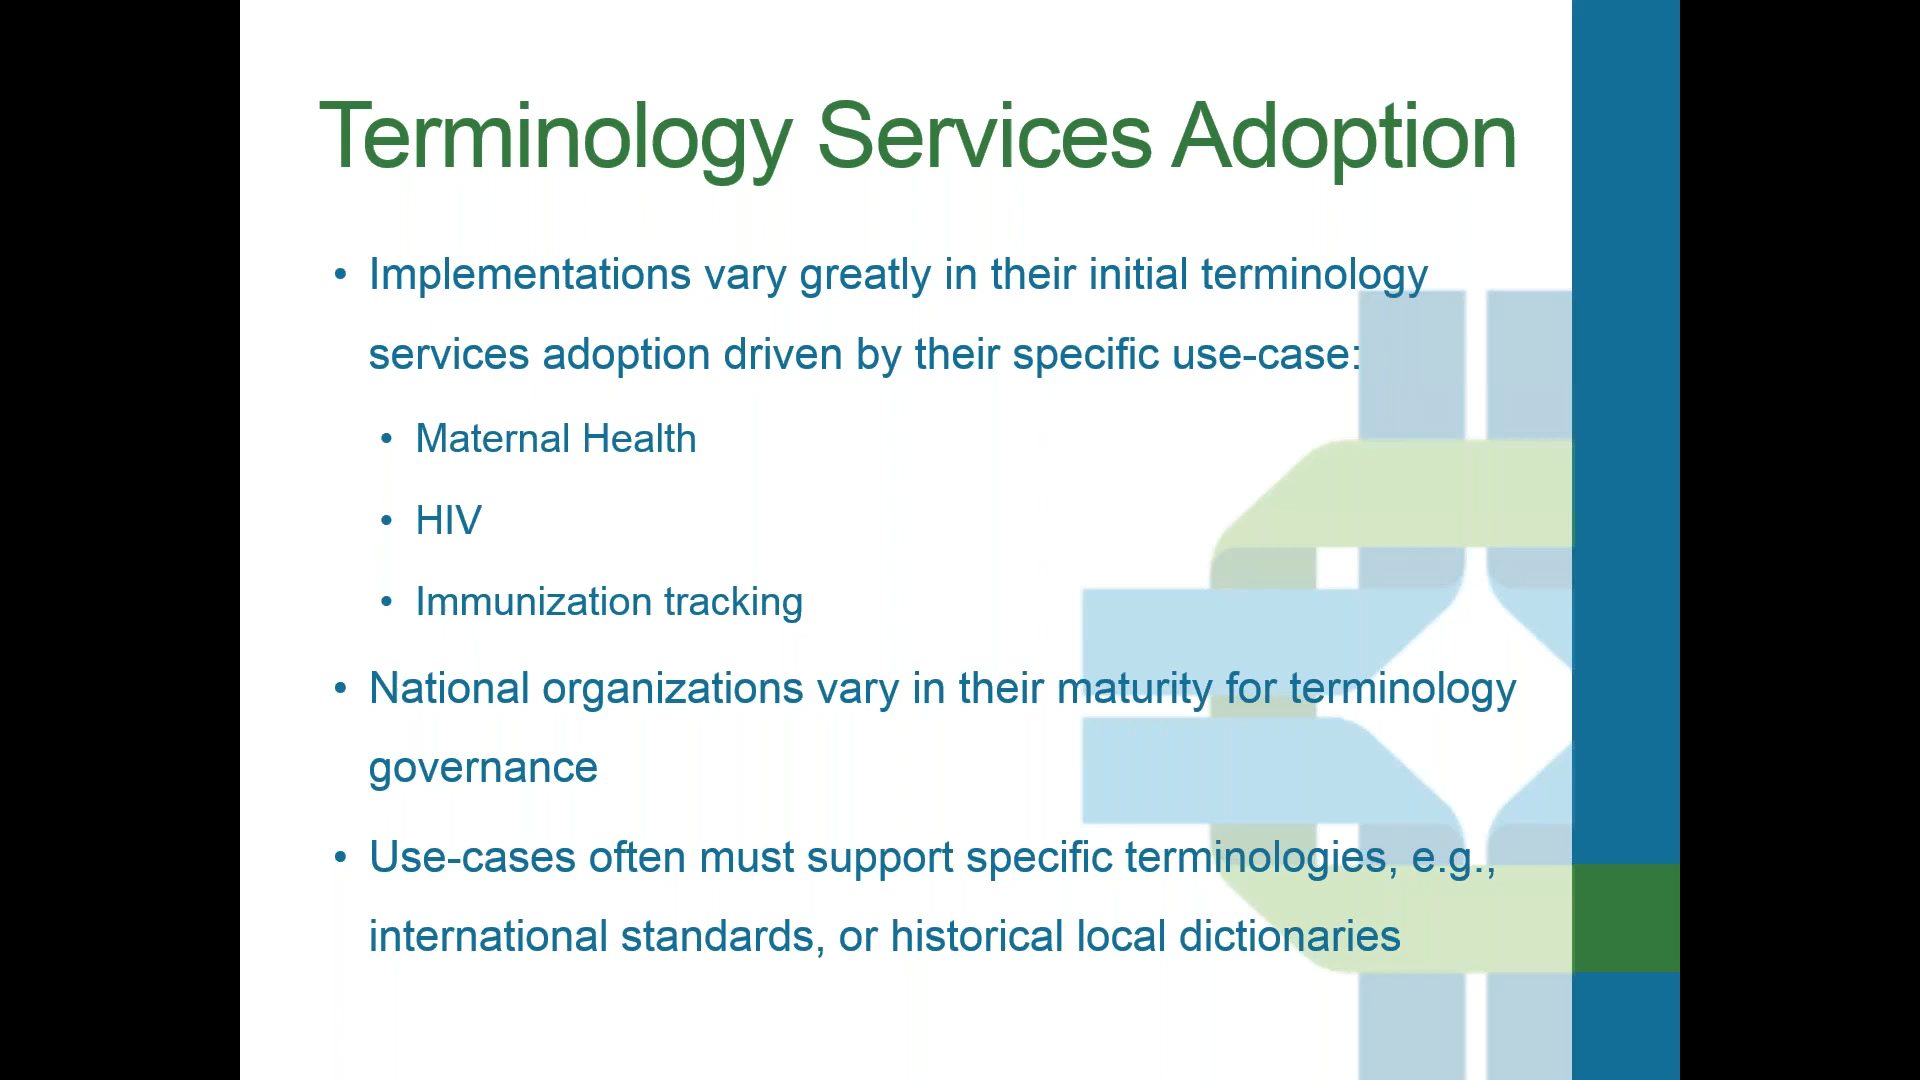 Terminology Services Adoption
• Implementations vary greatly in their initial terminology
services adoption driven by their specific use-case:
• Maternal Health
• HIV
• Immunization tracking
• National organizations vary in their maturity for terminology
governance
• Use-cases often must support specific terminologies, e.g.,
international standards, or historical local dictionaries